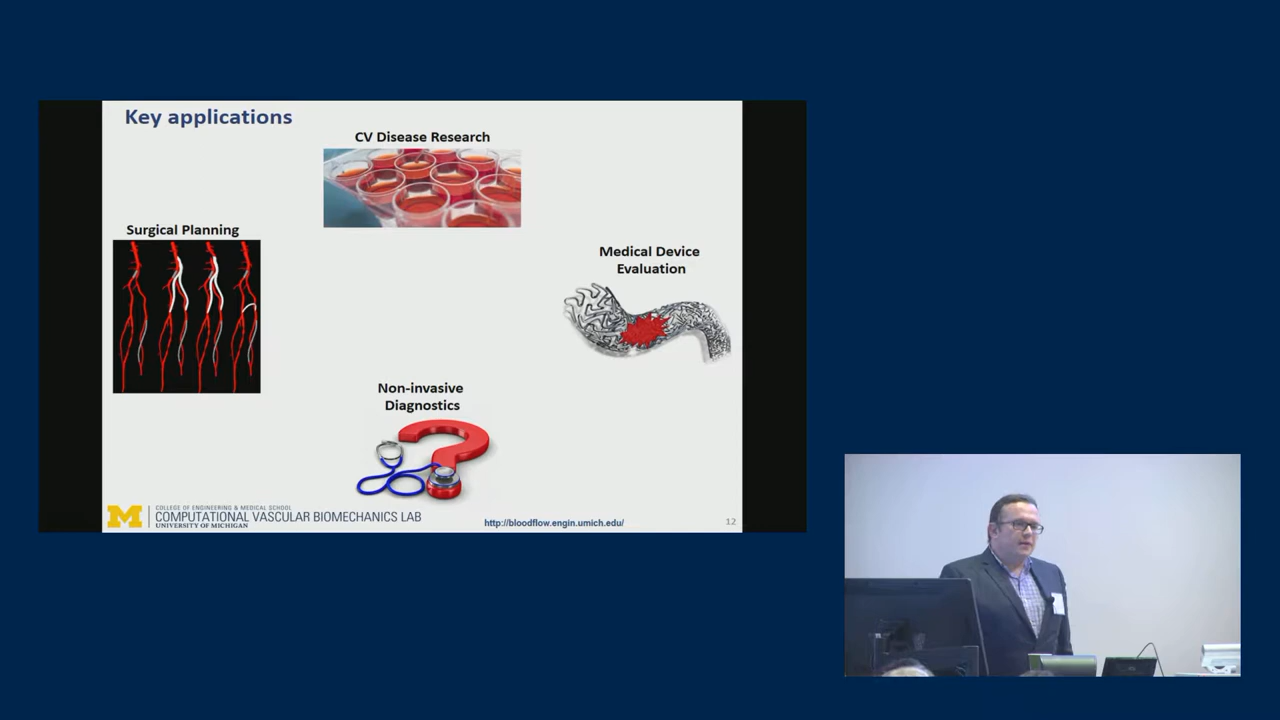 Key applications
CV Disease Research
Surgical Planning
Medical Device
Evaluation
Non-invasive
Diagnostics
M
COLLEGE OF ENGINEERING & MEDICAL SCHOOL
COMPUTATIONAL VASCULAR BIOMECHANICS LAB
UNIVERSITY OF MICHIGAN
http://bloodflow.engin.umich.edu/
12